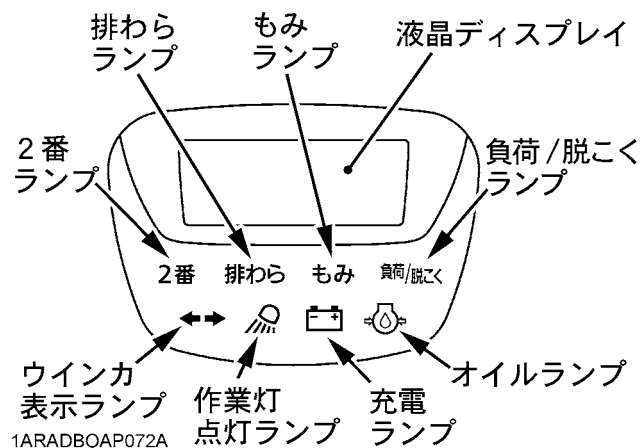 排わら
ランプ
もみ
ランプ
液晶ディスプレイ
2番
ランプ
負荷/脱こく
ランプ
2番 排わら もみ 負荷/脱こく
ウインカ
表示ランプ
作業灯
点灯ランプ
充電
ランプ
オイルランプ
1ARADBOAP072A